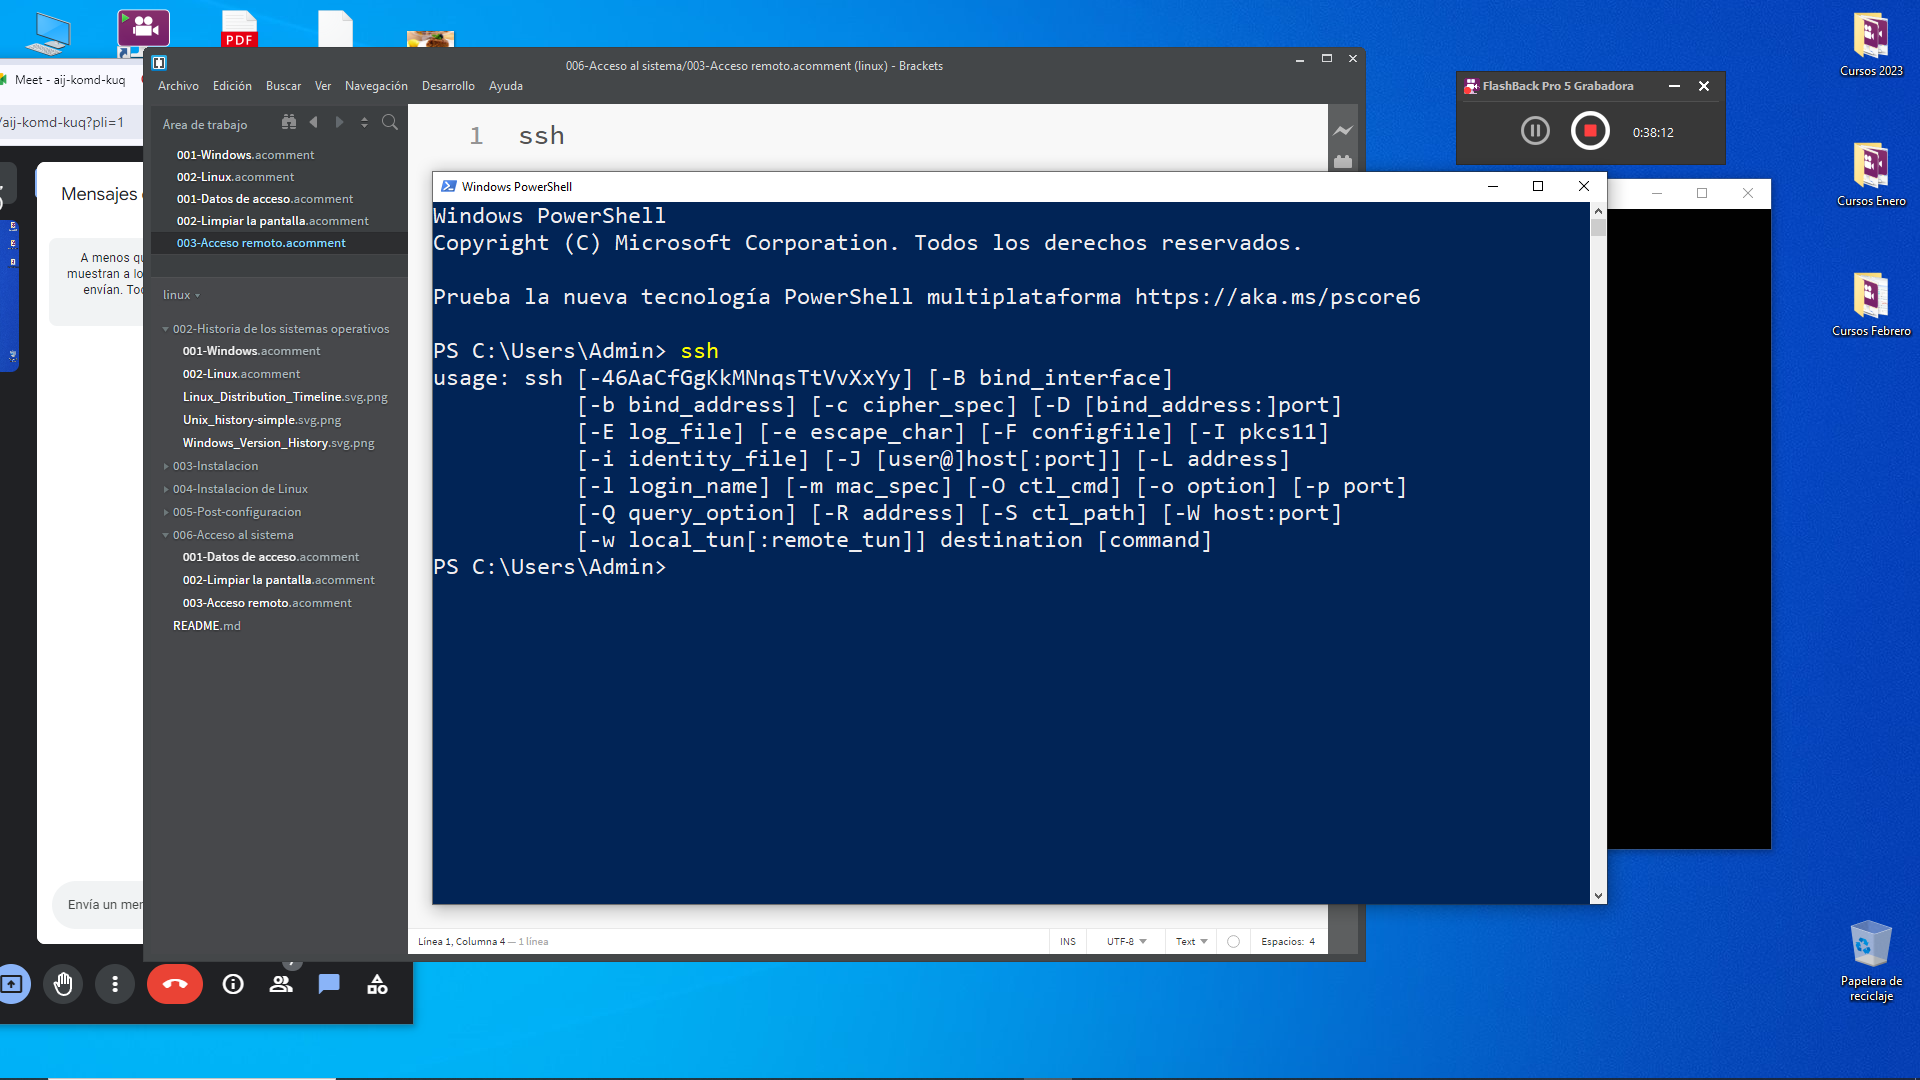 PDF
Meet - aij-komd-kuq
/aij-komd-kuq?pli=1
Mensajes
A menos qu
muestran a lo
envían. Tod
Envía un men
006-Acceso al sistema/003-Acceso remoto.acomment (linux) - Brackets
Archivo Edición Buscar Ver Navegación Desarrollo Ayuda
Área de trabajo
001-Windows.acomment
002-Linux.acomment
001-Datos de acceso.acomment
002-Limpiar la pantalla.acomment
003-Acceso remoto.acomment
linux
002-Historia de los sistemas operativos
001-Windows.acomment
002-Linux.acomment
Linux_Distribution_Timeline.svg.png
Unix_history-simple.svg.png
Windows_Version_History.svg.png
003-Instalacion
004-Instalacion de Linux
005-Post-configuracion
006-Acceso al sistema
001-Datos de acceso.acomment
002-Limpiar la pantalla.acomment
003-Acceso remoto.acomment
README.md
1 ssh
Windows PowerShell
Windows PowerShell
Copyright (C) Microsoft Corporation. Todos los derechos reservados.
Prueba la nueva tecnología PowerShell multiplataforma https://aka.ms/pscore6
PS C:\Users\Admin> ssh
usage: ssh [-46AaCfGgKkMNnqsTtVvXxYy] [-B bind_interface]
[-b bind_address] [-c cipher_spec] [-D [bind_address:]port]
[-E log_file] [-e escape_char] [-F configfile] [-I pkcs11]
[-i identity_file] [-J [user@]host[:port]] [-L address]
[-l login_name] [-m mac_spec] [-O ctl_cmd] [-o option] [-p port]
[-Q query_option] [-R address] [-S ctl_path] [-W host:port]
[-w local_tun[:remote_tun]] destination [command]
PS C:\Users\Admin>
Línea 1, Columna 4 — 1 línea
INS UTF-8 Text Espacios: 4
FlashBack Pro 5 Grabadora
0:38:12
Cursos 2023
Cursos Enero
Cursos Febrero
Papelera de
reciclaje